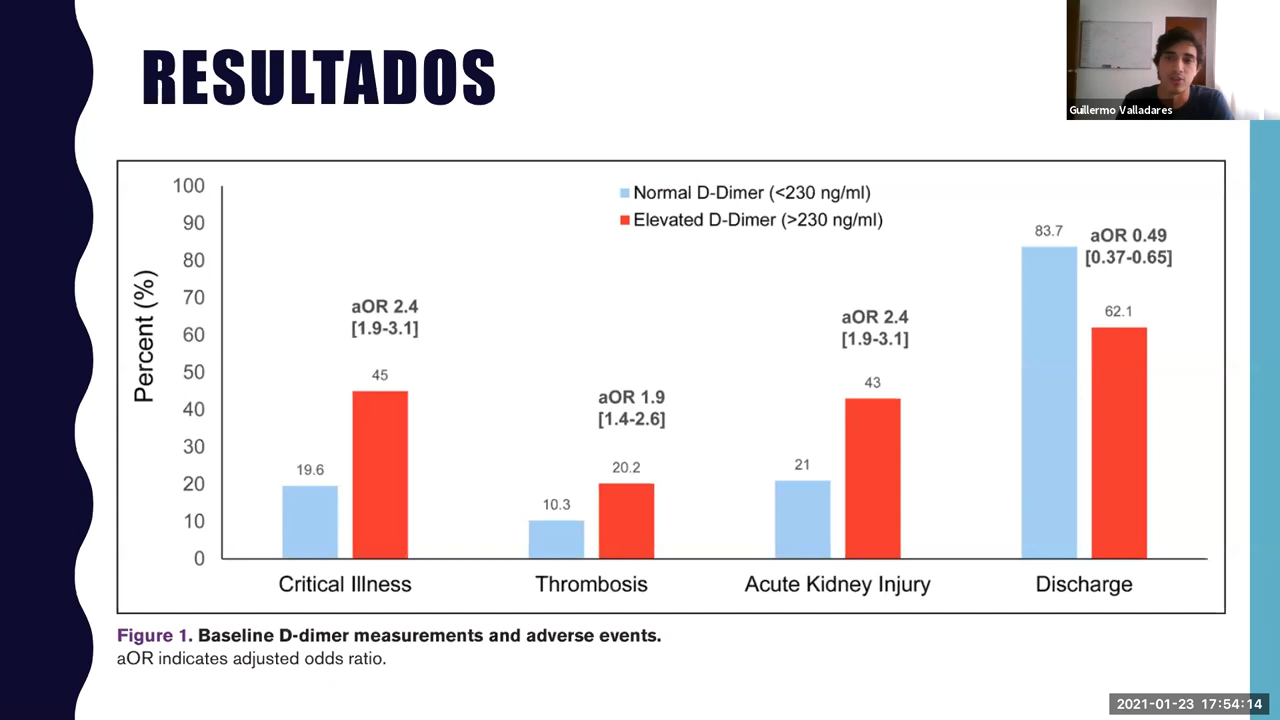 RESULTADOS
Guillermo Valladares
Normal D-Dimer (<230 ng/ml)
Elevated D-Dimer (>230 ng/ml)
Percent (%)
100
90
80
70
60
50
40
30
20
10
0
19.6
45
aOR 2.4
[1.9-3.1]
10.3
20.2
aOR 1.9
[1.4-2.6]
21
43
aOR 2.4
[1.9-3.1]
83.7
62.1
aOR 0.49
[0.37-0.65]
Critical Illness
Thrombosis
Acute Kidney Injury
Discharge
Figure 1. Baseline D-dimer measurements and adverse events.
aOR indicates adjusted odds ratio.
2021-01-23 17:54:14